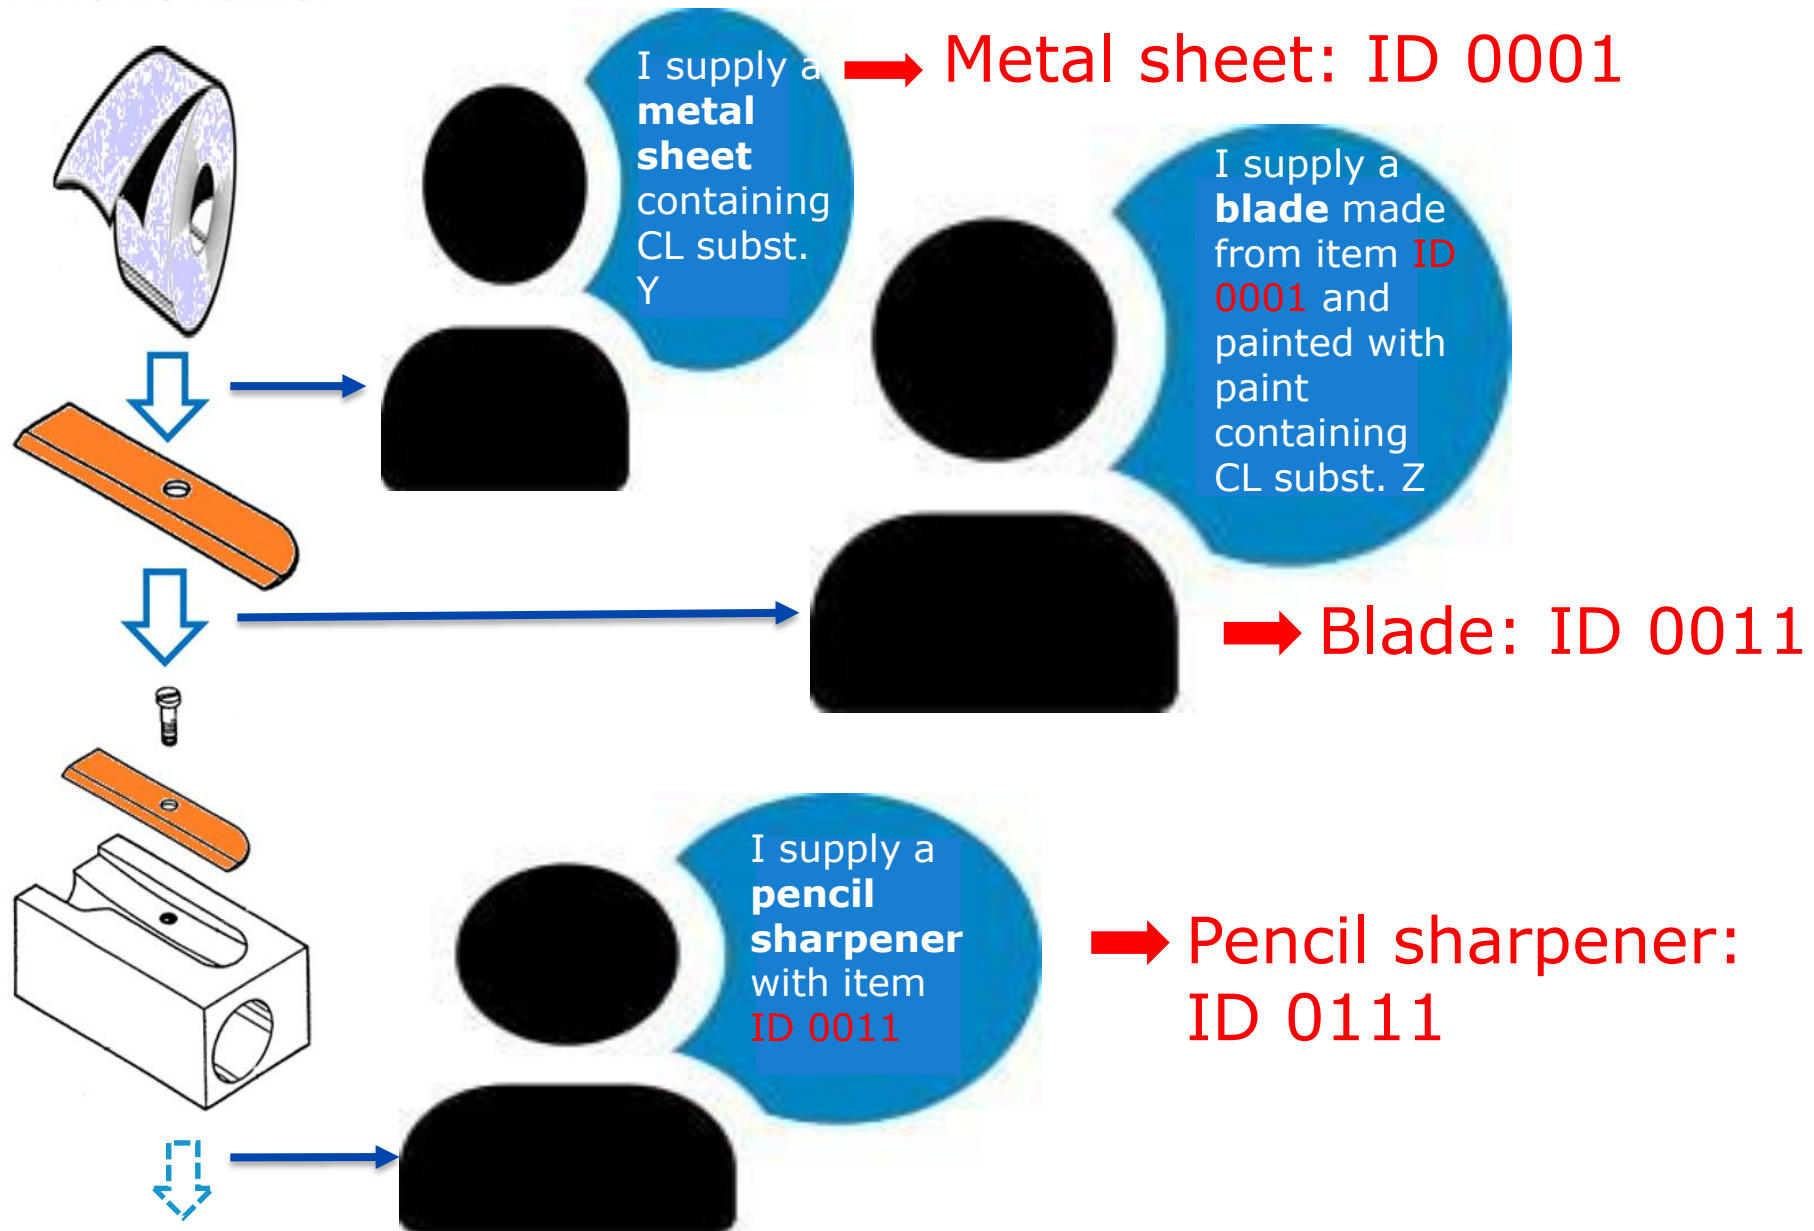 I supply a
metal
sheet
containing
CL subst.
Y
Metal sheet: ID 0001
I supply a
blade made
from item ID
0001 and
painted with
paint
containing
CL subst. Z
Blade: ID 0011
I supply a
pencil
sharpener
with item
ID 0011
Pencil sharpener:
ID 0111